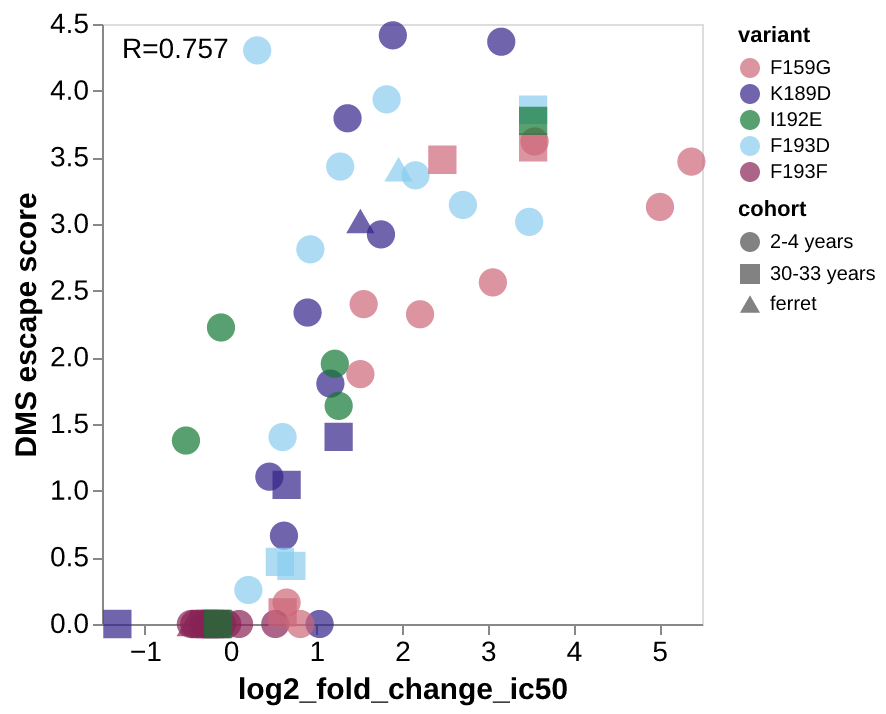 R=0.757
4.5
4.0
3.5
3.0
2.5
2.0
1.5
1.0
0.5
0.0
DMS escape score
−1 0 1 2 3 4 5
log2_fold_change_ic50
variant
F159G
K189D
I192E
F193D
F193F
cohort
2-4 years
30-33 years
ferret